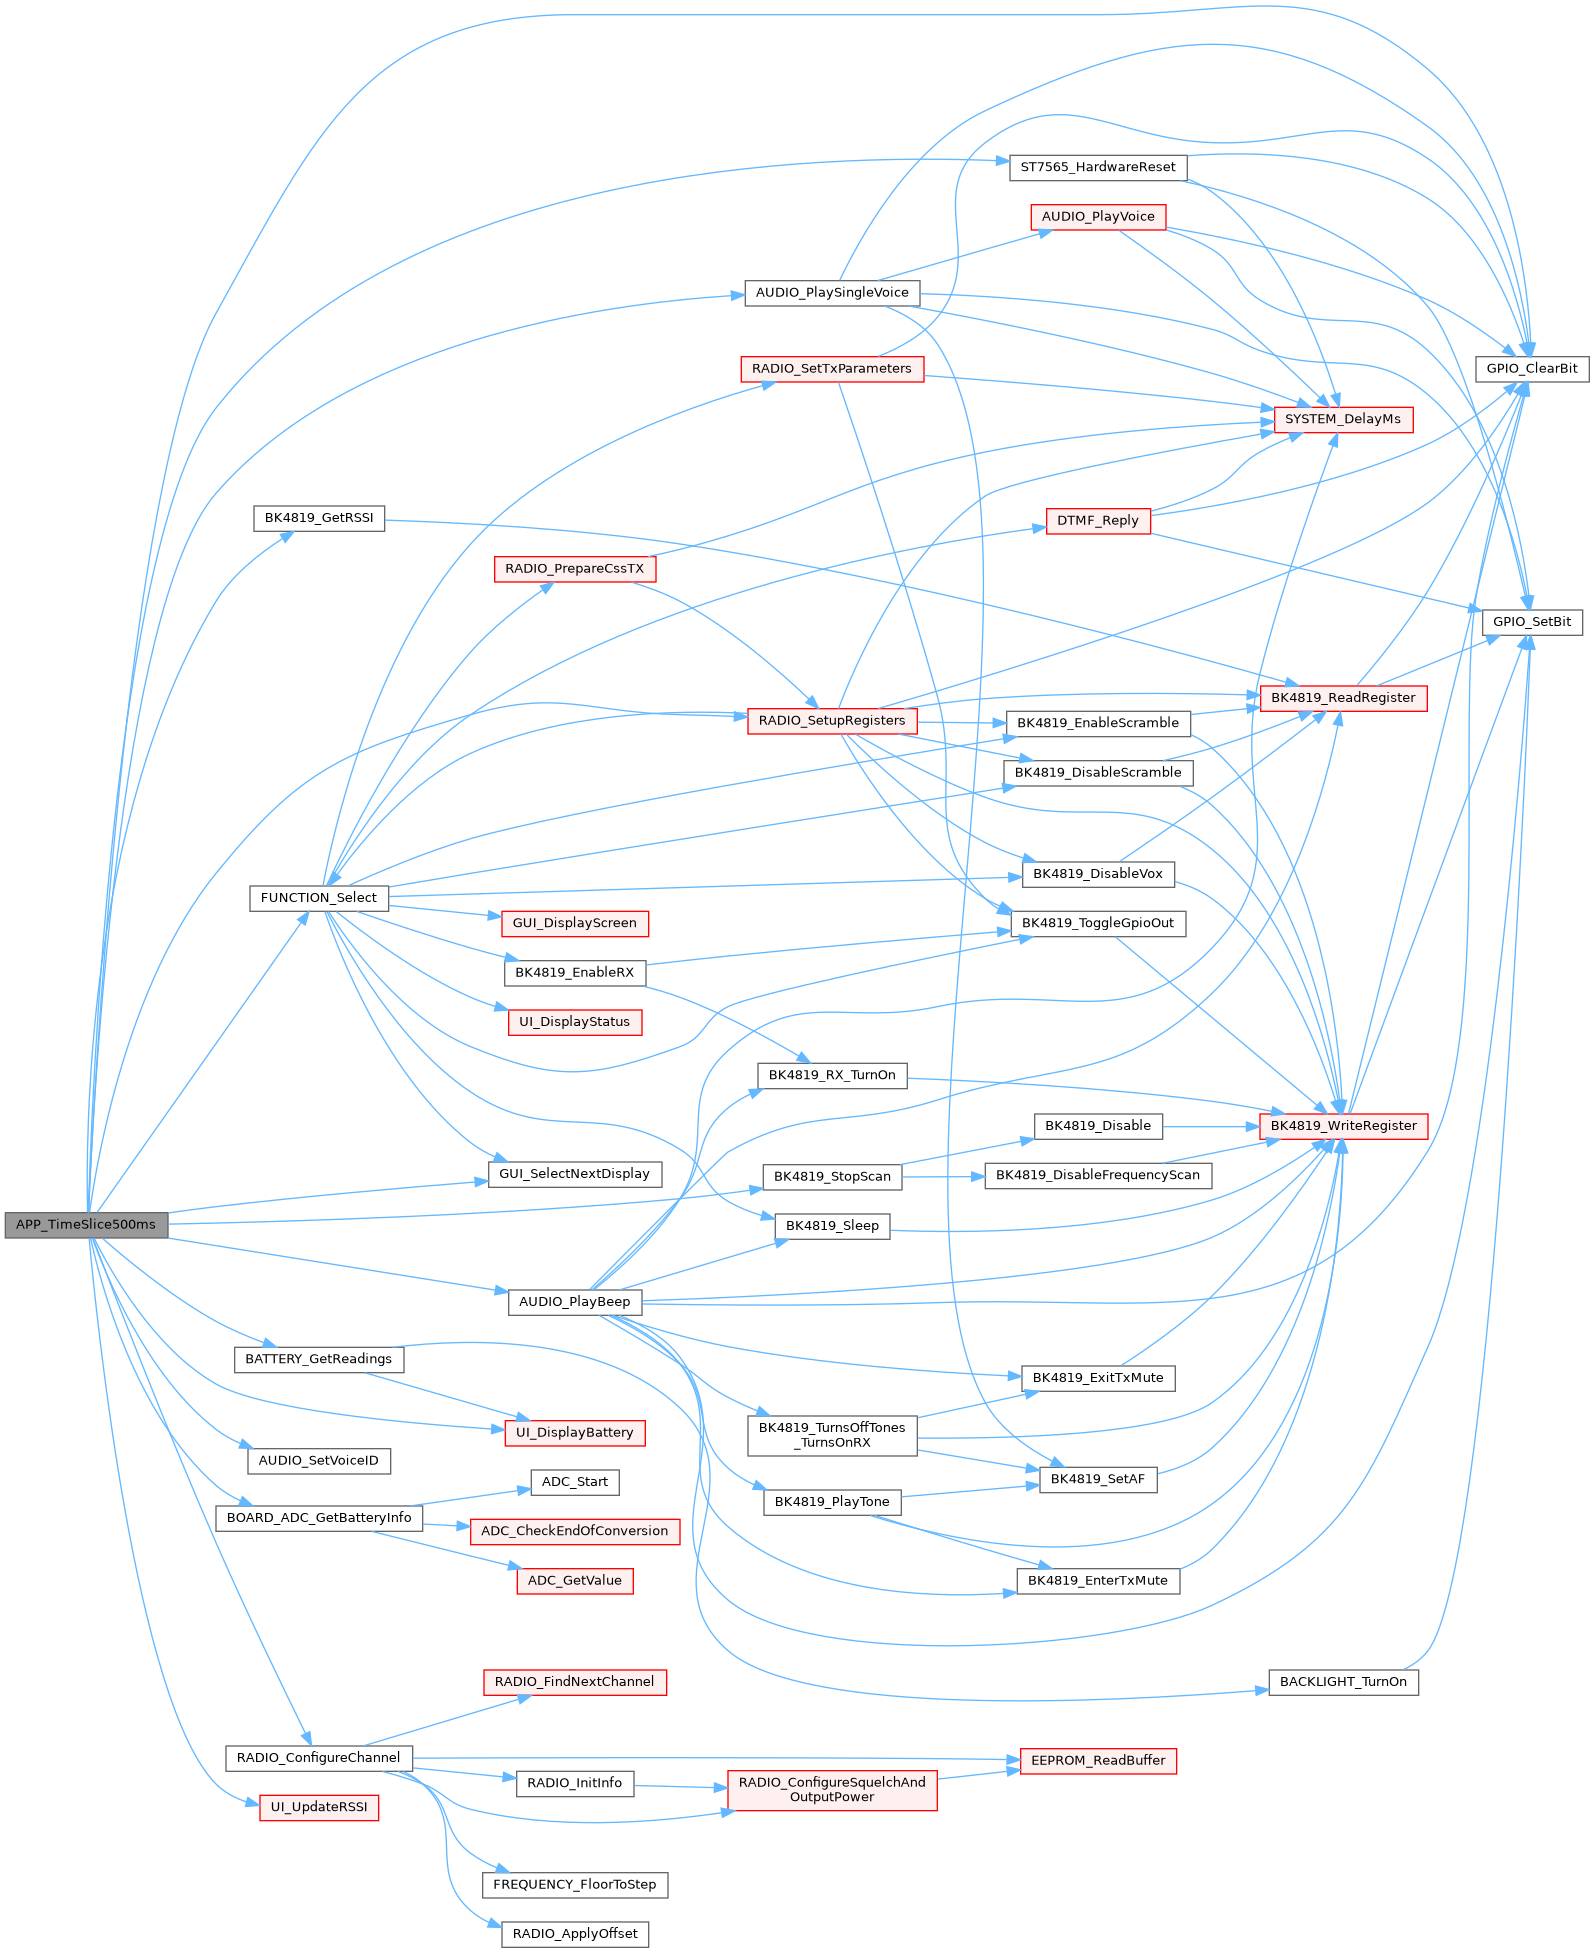 ST7565_HardwareReset
AUDIO_PlayVoice
AUDIO_PlaySingleVoice
RADIO_SetTxParameters
GPIO_ClearBit
SYSTEM_DelayMs
BK4819_GetRSSI
DTMF_Reply
RADIO_PrepareCssTX
GPIO_SetBit
BK4819_ReadRegister
RADIO_SetupRegisters
BK4819_EnableScramble
BK4819_DisableScramble
BK4819_DisableVox
FUNCTION_Select
GUI_DisplayScreen
BK4819_ToggleGpioOut
BK4819_EnableRX
UI_DisplayStatus
BK4819_RX_TurnOn
BK4819_Disable
BK4819_WriteRegister
GUI_SelectNextDisplay
BK4819_StopScan
BK4819_DisableFrequencyScan
APP_TimeSlice500ms
BK4819_Sleep
AUDIO_PlayBeep
BATTERY_GetReadings
BK4819_ExitTxMute
UI_DisplayBattery
BK4819_TurnsOffTones
_TurnsOnRX
AUDIO_SetVoiceID
ADC_Start
BK4819_SetAF
BK4819_PlayTone
BOARD_ADC_GetBatteryInfo
ADC_CheckEndOfConversion
ADC_GetValue
BK4819_EnterTxMute
RADIO_FindNextChannel
BACKLIGHT_TurnOn
RADIO_ConfigureChannel
EEPROM_ReadBuffer
RADIO_InitInfo
RADIO_ConfigureSquelchAnd
OutputPower
UI_UpdateRSSI
FREQUENCY_FloorToStep
RADIO_ApplyOffset